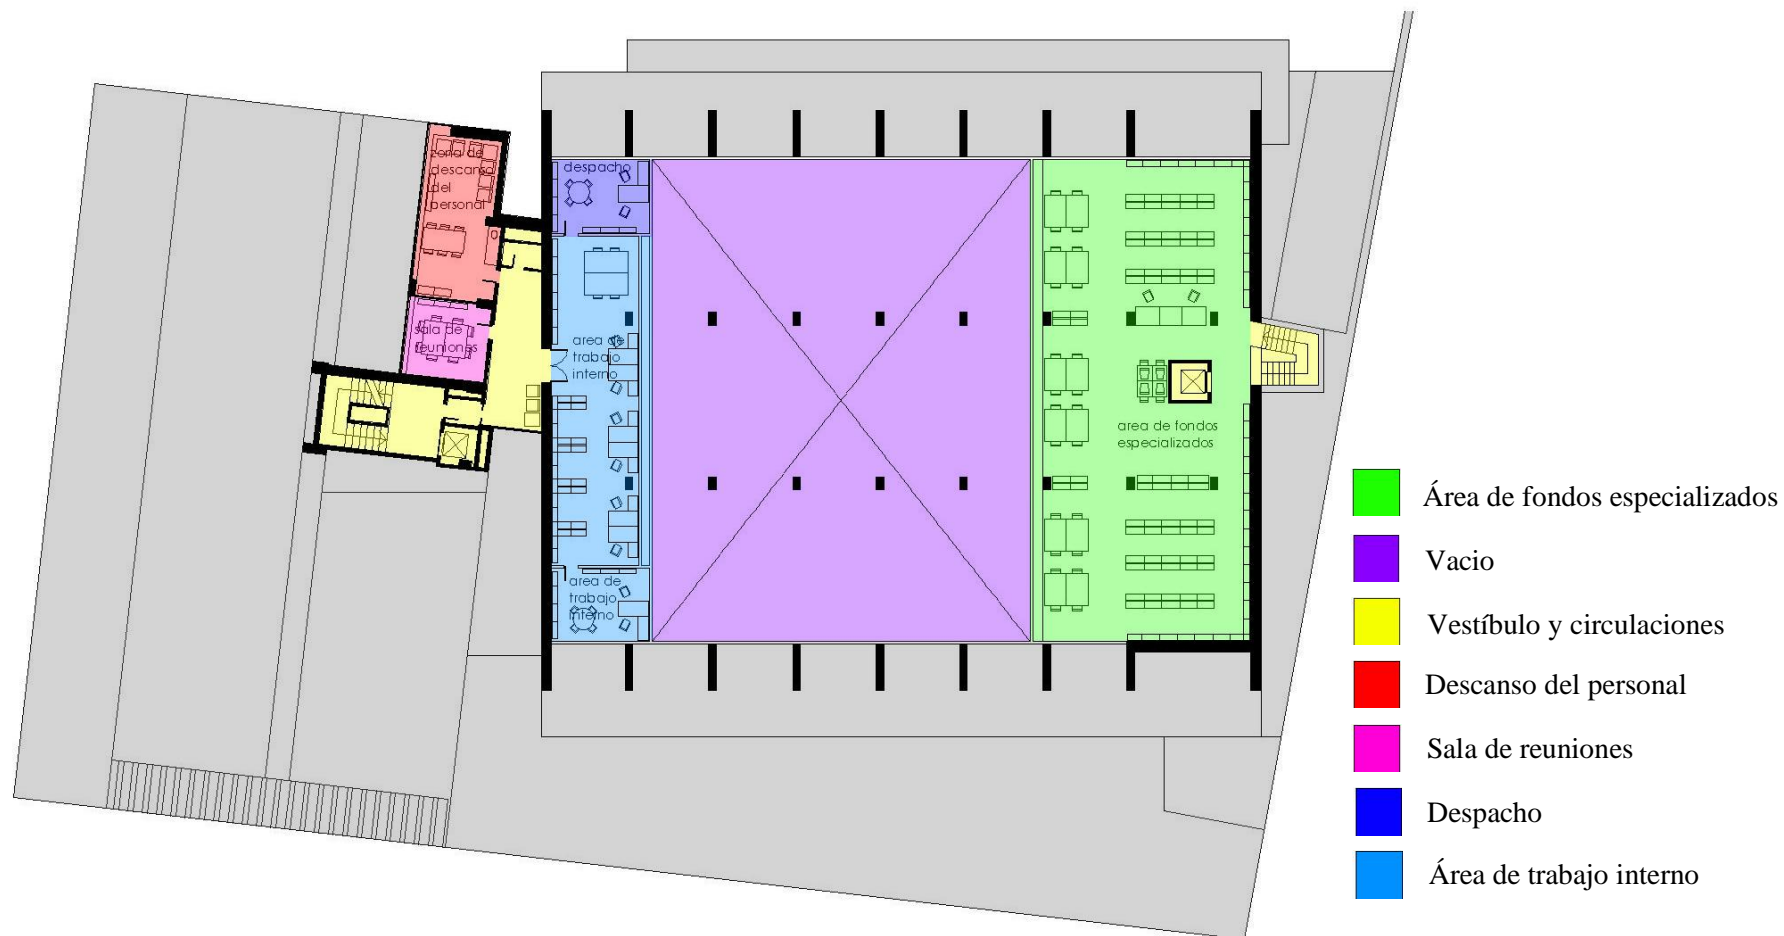 zona de
descanso
del
personal
despacho
sala de
reuniones
area de
trabajo
interno
area de fondos
especializados
area de
trabajo
interno
Área de fondos especializados
Vacio
Vestíbulo y circulaciones
Descanso del personal
Sala de reuniones
Despacho
Área de trabajo interno